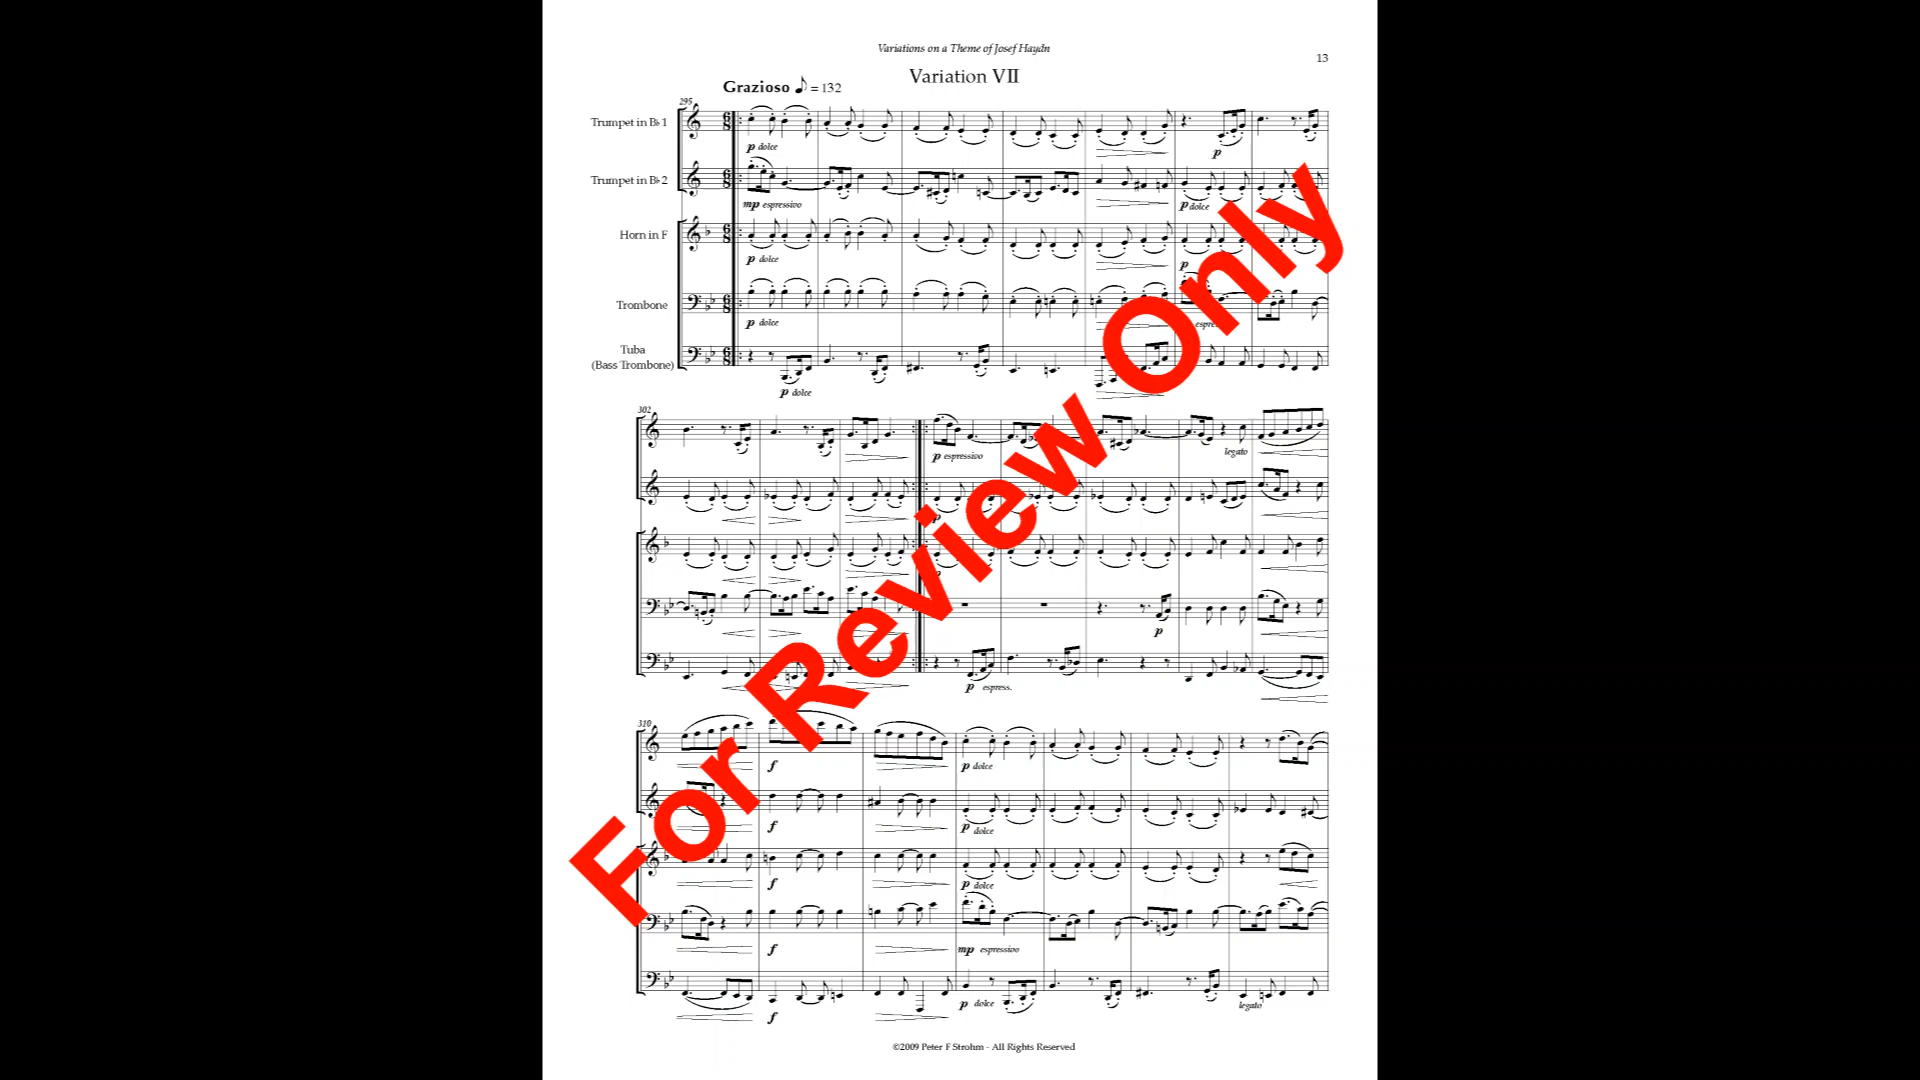 Variations on a Theme of Josef Haydn
13
Variation VII
Grazioso ♪ = 132
295
Trumpet in B♭ 1
p dolce
p
Trumpet in B♭ 2
mp espressivo
p dolce
Horn in F
p dolce
p
Trombone
p dolce
espres
Tuba
(Bass Trombone)
p dolce
302
p espressivo
legato
p
p
p
p espress.
310
f
p dolce
f
p dolce
f
p dolce
f
mp espressivo
f
p dolce
legato
For Review Only
©2009 Peter F Strohm - All Rights Reserved